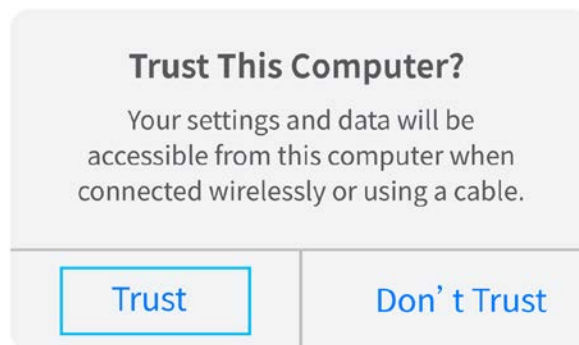 Trust This Computer?
Your settings and data will be
accessible from this computer when
connected wirelessly or using a cable.
Trust
Don’t Trust